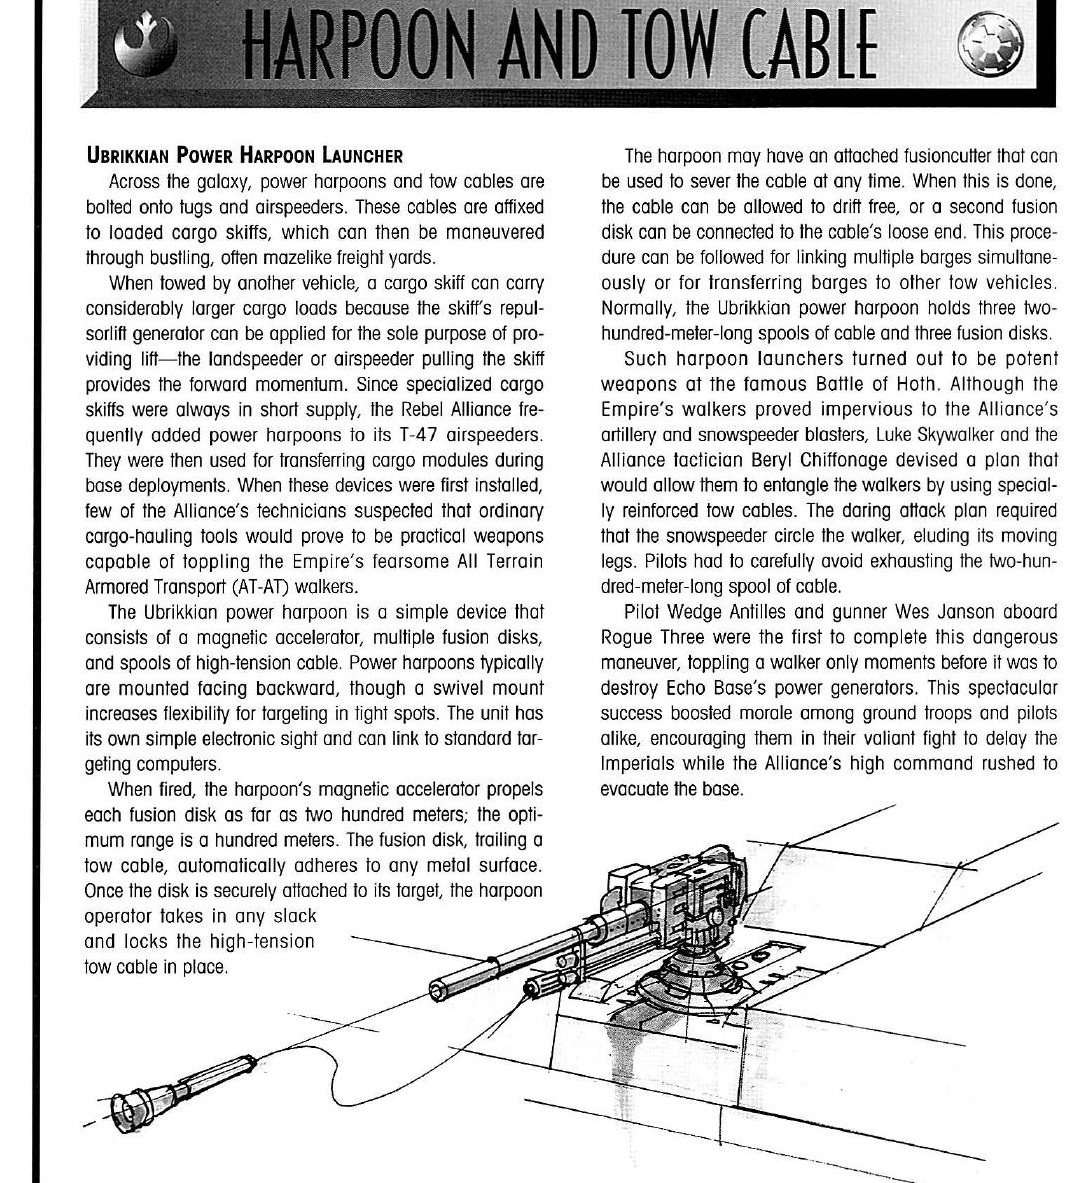 HARPOON AND TOW CABLE
UBRIKKIAN POWER HARPOON LAUNCHER
Across the galaxy, power harpoons and tow cables are
bolted onto tugs and airspeeders. These cables are affixed
to loaded cargo skiffs, which can then be maneuvered
through bustling, often mazelike freight yards.
When towed by another vehicle, a cargo skiff can carry
considerably larger cargo loads because the skiff's repul-
sorlift generator can be applied for the sole purpose of pro-
viding lift—the landspeeder or airspeeder pulling the skiff
provides the forward momentum. Since specialized cargo
skiffs were always in short supply, the Rebel Alliance fre-
quently added power harpoons to its T-47 airspeeders.
They were then used for transferring cargo modules during
base deployments. When these devices were first installed,
few of the Alliance's technicians suspected that ordinary
cargo-hauling tools would prove to be practical weapons
capable of toppling the Empire's fearsome All Terrain
Armored Transport (AT-AT) walkers.
The Ubrikkian power harpoon is a simple device that
consists of a magnetic accelerator, multiple fusion disks,
and spools of high-tension cable. Power harpoons typically
are mounted facing backward, though a swivel mount
increases flexibility for targeting in tight spots. The unit has
its own simple electronic sight and can link to standard tar-
geting computers.
When fired, the harpoon's magnetic accelerator propels
each fusion disk as far as two hundred meters; the opti-
mum range is a hundred meters. The fusion disk, trailing a
tow cable, automatically adheres to any metal surface.
Once the disk is securely attached to its target, the harpoon
operator takes in any slack
and locks the high-tension
tow cable in place.
The harpoon may have an attached fusioncutter that can
be used to sever the cable at any time. When this is done,
the cable can be allowed to drift free, or a second fusion
disk can be connected to the cable's loose end. This proce-
dure can be followed for linking multiple barges simultane-
ously or for transferring barges to other tow vehicles.
Normally, the Ubrikkian power harpoon holds three two-
hundred-meter-long spools of cable and three fusion disks.
Such harpoon launchers turned out to be potent
weapons at the famous Battle of Hoth. Although the
Empire's walkers proved impervious to the Alliance's
artillery and snowspeeder blasters, Luke Skywalker and the
Alliance tactician Beryl Chiffonage devised a plan that
would allow them to entangle the walkers by using special-
ly reinforced tow cables. The daring attack plan required
that the snowspeeder circle the walker, eluding its moving
legs. Pilots had to carefully avoid exhausting the two-hun-
dred-meter-long spool of cable.
Pilot Wedge Antilles and gunner Wes Janson aboard
Rogue Three were the first to complete this dangerous
maneuver, toppling a walker only moments before it was to
destroy Echo Base's power generators. This spectacular
success boosted morale among ground troops and pilots
alike, encouraging them in their valiant fight to delay the
Imperials while the Alliance's high command rushed to
evacuate the base.